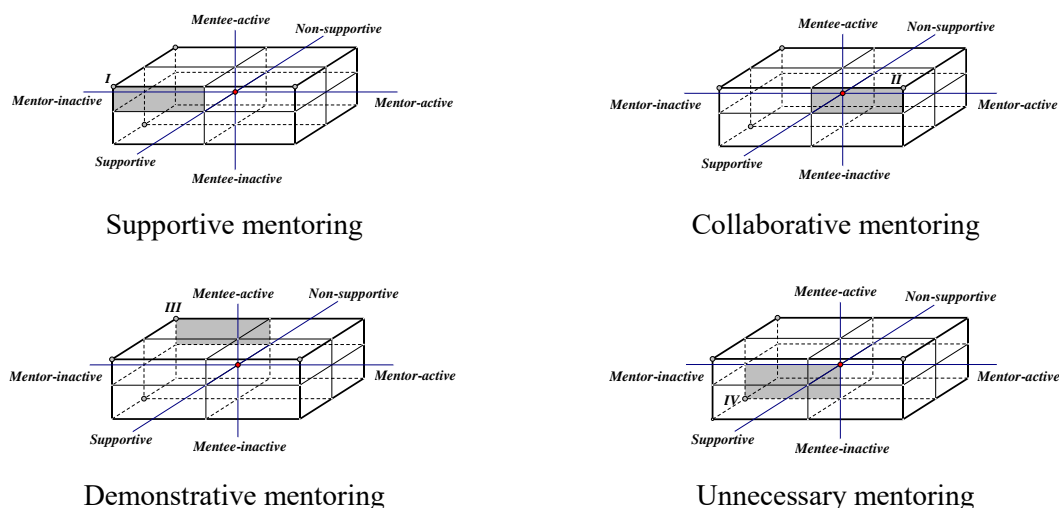 Mentee-active
Non-supportive
I
Mentor-inactive
Mentor-active
Supportive
Mentee-inactive
Supportive mentoring
Mentee-active
Non-supportive
II
Mentor-inactive
Mentor-active
Supportive
Mentee-inactive
Collaborative mentoring
Mentee-active
Non-supportive
III
Mentor-inactive
Mentor-active
Supportive
Mentee-inactive
Demonstrative mentoring
Mentee-active
Non-supportive
Mentor-inactive
Mentor-active
IV
Supportive
Mentee-inactive
Unnecessary mentoring